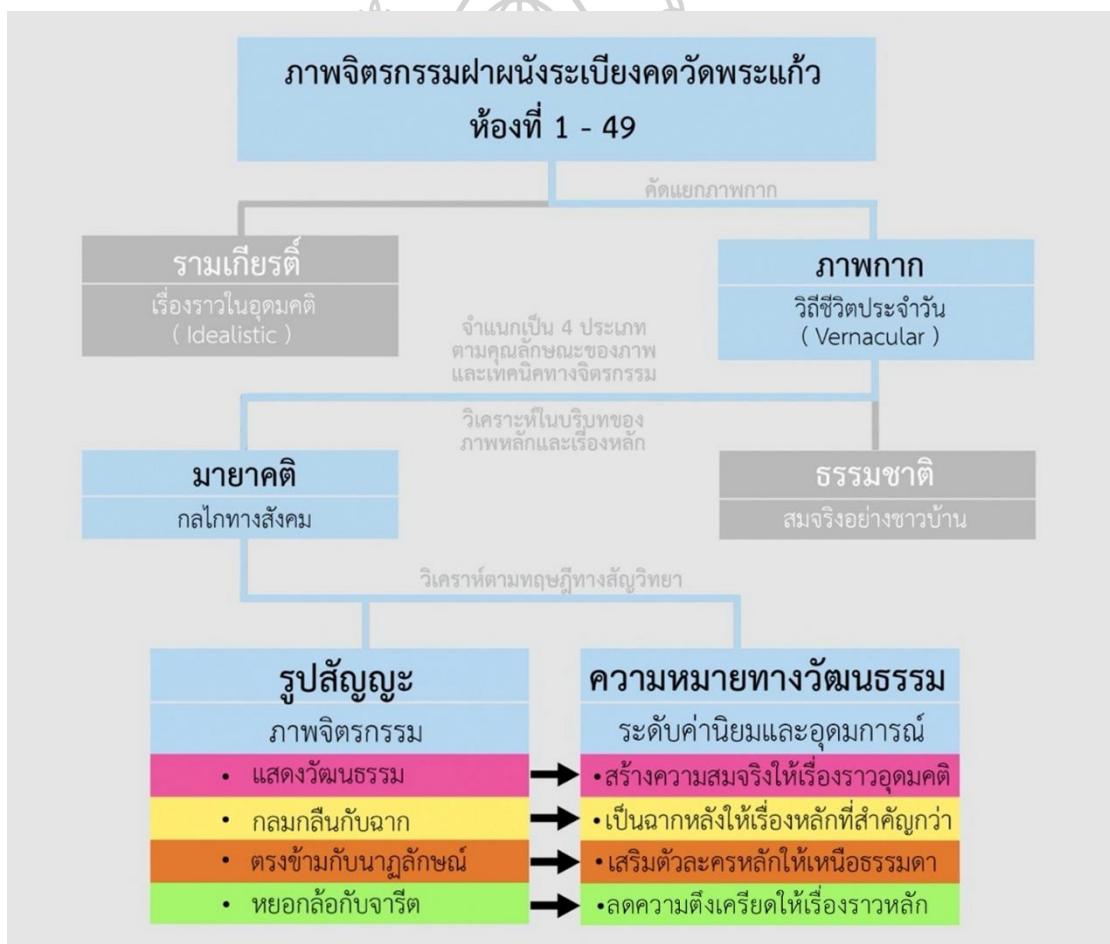 ภาพจิตรกรรมฝาผนังระเบียงคดวัดพระแก้ว
ห้องที่ 1 - 49
คัดแยกภาพกาก
รามเกียรติ์
เรื่องราวในอุดมคติ
( Idealistic )
ภาพกาก
วิถีชีวิตประจำวัน
( Vernacular )
จำแนกเป็น 4 ประเภท
ตามคุณลักษณะของภาพ
และเทคนิคทางจิตรกรรม
วิเคราะห์ในบริบทของ
ภาพหลักและเรื่องหลัก
มายาคติ
กลไกทางสังคม
ธรรมชาติ
สมจริงอย่างชาวบ้าน
วิเคราห์ตามทฤษฎีทางสัญวิทยา
รูปสัญญะ
ภาพจิตรกรรม
• แสดงวัฒนธรรม
• กลมกลืนกับฉาก
• ตรงข้ามกับนาฏลักษณ์
• หยอกล้อกับจารีต
ความหมายทางวัฒนธรรม
ระดับค่านิยมและอุดมการณ์
•สร้างความสมจริงให้เรื่องราวอุดมคติ
•เป็นฉากหลังให้เรื่องหลักที่สำคัญกว่า
•เสริมตัวละครหลักให้เหนือธรรมดา
•ลดความตึงเครียดให้เรื่องราวหลัก